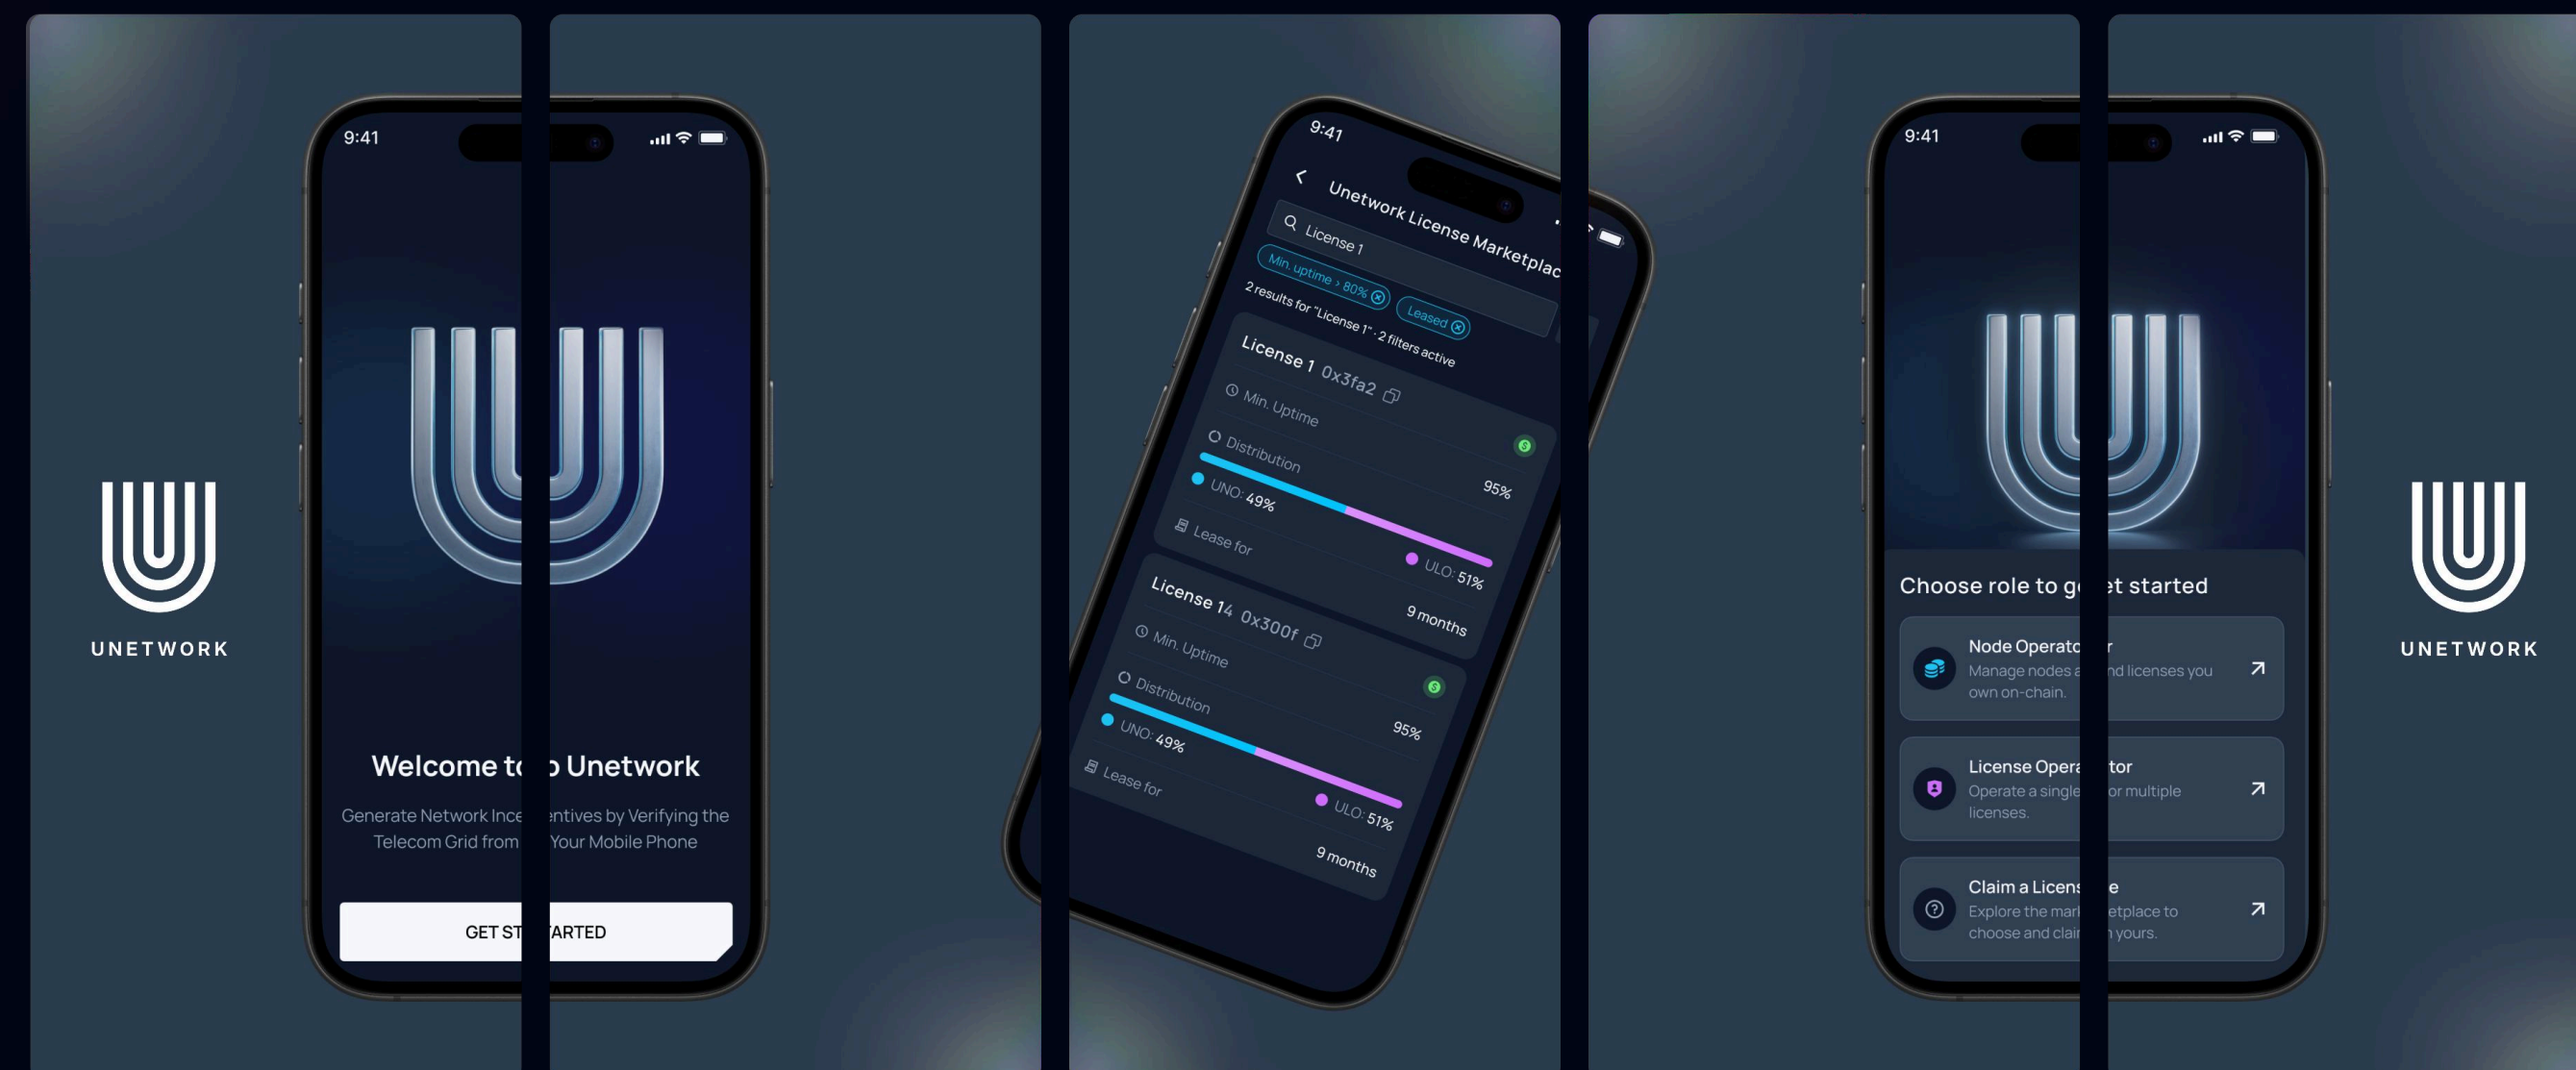 UNETWORK
9:41
Welcome to o Unetwork
Generate Network Ince entives by Verifying the
Telecom Grid from Your Mobile Phone
GET ST ARTED
9:41
Unetwork License Marketplac
License 1
Min. uptime > 80%
Leased
2 results for "License 1" · 2 filters active
License 1 0x3fa2
Min. Uptime
95%
Distribution
UNO: 49%
ULO: 51%
Lease for
9 months
License 14 0x300f
Min. Uptime
95%
Distribution
UNO: 49%
ULO: 51%
Lease for
9 months
9:41
Choose role to ge et started
Node Operato r
Manage nodes a nd licenses you
own on-chain.
License Opera tor
Operate a single or multiple
licenses.
Claim a Licens e
Explore the mark etplace to
choose and clain n yours.
UNETWORK